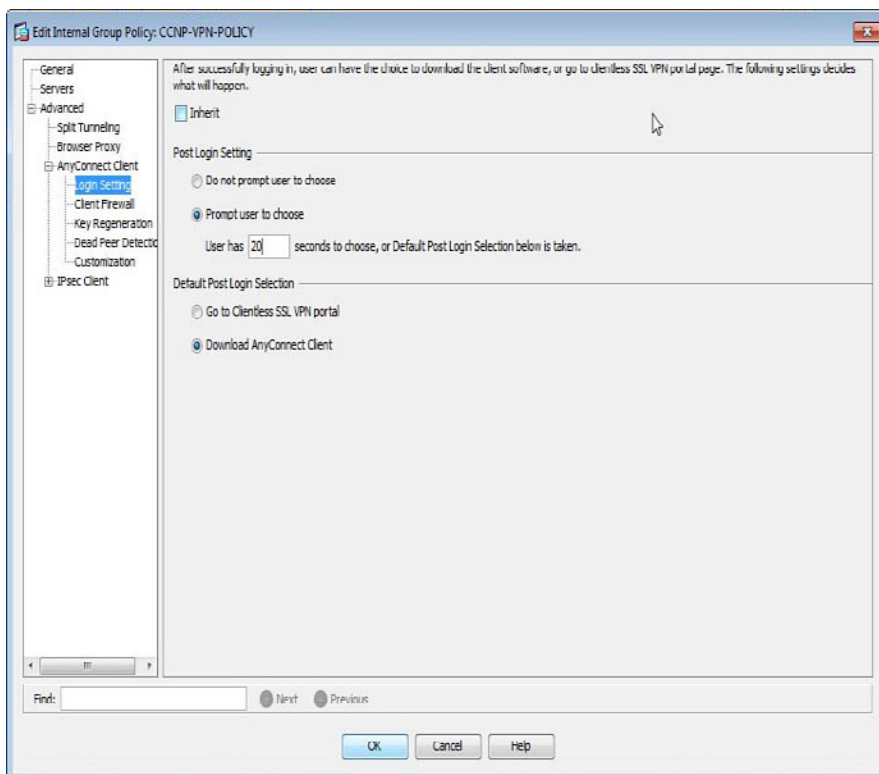 Edit Internal Group Policy: CCNP-VPN-POLICY
General
Servers
Advanced
Split Tunneling
Browser Proxy
AnyConnect Client
Login Setting
Client Firewall
Key Regeneration
Dead Peer Detectio
Customization
IPsec Client
After successfully logging in, user can have the choice to download the client software, or go to clientless SSL VPN portal page. The following settings decides
what will happen.
Inherit
Post Login Setting
Do not prompt user to choose
Prompt user to choose
User has 20 seconds to choose, or Default Post Login Selection below is taken.
Default Post Login Selection
Go to Clientless SSL VPN portal
Download AnyConnect Client
Find:
Next
Previous
OK
Cancel
Help